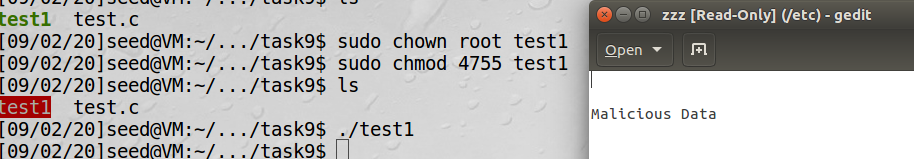 ls
test1  test.c
[09/02/20]seed@VM:~/.../task9$ sudo chown root test1
[09/02/20]seed@VM:~/.../task9$ sudo chmod 4755 test1
[09/02/20]seed@VM:~/.../task9$ ls
test1  test.c
[09/02/20]seed@VM:~/.../task9$ ./test1
[09/02/20]seed@VM:~/.../task9$
zzz [Read-Only] (/etc) - gedit
Open
Malicious Data